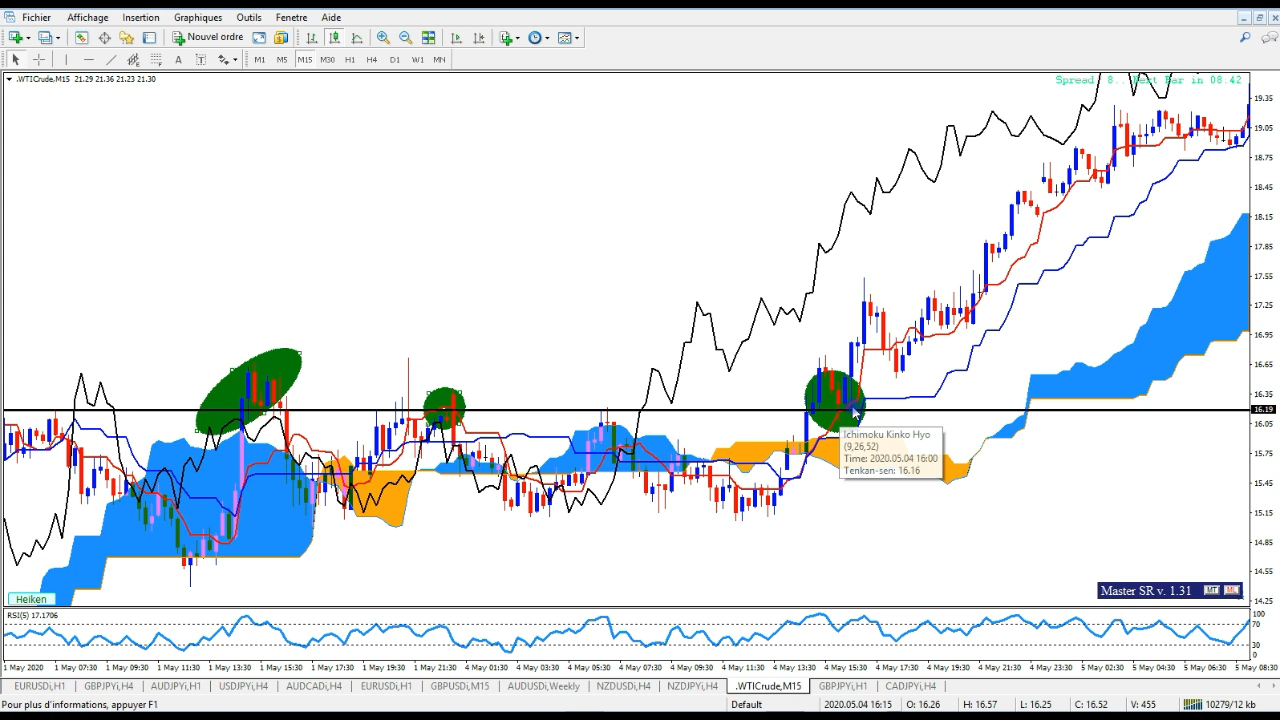 Fichier Affichage Insertion Graphiques Outils Fenetre Aide
Nouvel ordre
A T M1 M5 M15 M30 H1 H4 D1 W1 MN
.WTICrude,M15 21.29 21.36 21.23 21.30
Next Bar in 08:42
19.35
19.05
18.75
18.45
18.15
17.85
17.55
17.25
16.95
16.65
16.35
16.19
16.05
15.75
15.45
15.15
14.85
14.55
14.25
Ichimoku Kinko Hyo
(9,26,52)
Time: 2020.05.04 16:00
Tenkan-sen: 16.16
Master SR v. 1.31 MT ML
Heiken
RSI(5) 17.1706
100
70
30
0
1 May 2020 1 May 07:30 1 May 09:30 1 May 11:30 1 May 13:30 1 May 15:30 1 May 17:30 1 May 19:30 1 May 21:30 4 May 01:30 4 May 03:30 4 May 05:30 4 May 07:30 4 May 09:30 4 May 11:30 4 May 13:30 4 May 15:30 4 May 17:30 4 May 19:30 4 May 21:30 4 May 23:30 5 May 02:30 5 May 04:30 5 May 06:30 5 May 08:30
EURUSDi,H1 GBPJPYi,H4 AUDJPYi,H1 USDJPYi,H4 AUDCADi,H4 EURUSDi,H1 GBPUSDi,M15 AUDUSDi,Weekly NZDUSDi,H4 NZDJPYi,H4 .WTICrude,M15 GBPJPYi,H1 CADJPYi,H4
Pour plus d'informations, appuyer F1 Default 2020.05.04 16:15 O: 16.26 H: 16.57 L: 16.25 C: 16.52 V: 455 10279/12 kb